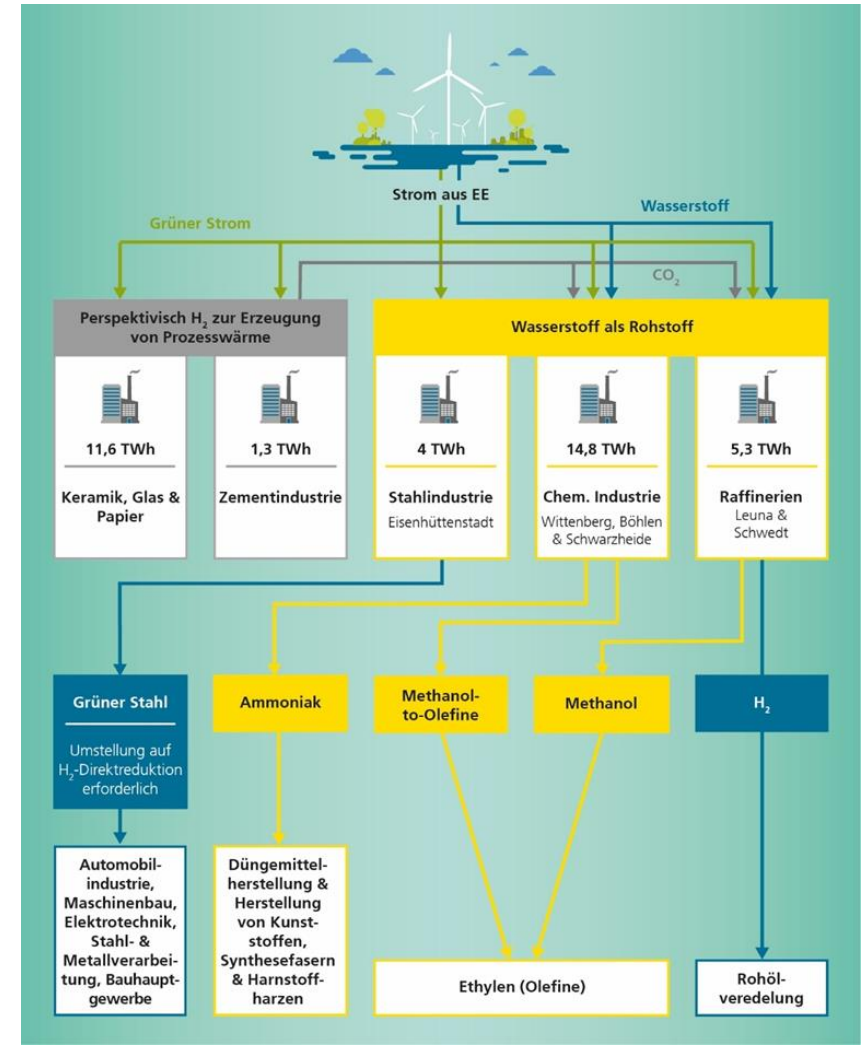 Strom aus EE
Grüner Strom
Wasserstoff
CO₂
Perspektivisch H₂ zur Erzeugung
von Prozesswärme
Wasserstoff als Rohstoff
11,6 TWh
Keramik, Glas &
Papier
1,3 TWh
Zementindustrie
4 TWh
Stahlindustrie
Eisenhüttenstadt
14,8 TWh
Chem. Industrie
Wittenberg, Böhlen
& Schwarzheide
5,3 TWh
Raffinerien
Leuna &
Schwedt
Grüner Stahl
Umstellung auf
H₂-Direktreduktion
erforderlich
Ammoniak
Methanol-
to-Olefine
Methanol
H₂
Automobil-
industrie,
Maschinenbau,
Elektrotechnik,
Stahl- &
Metallverarbei-
tung, Bauhaupt-
gewerbe
Düngemittel-
herstellung &
Herstellung
von Kunst-
stoffen,
Synthesefasern
& Harnstoff-
harzen
Ethylen (Olefine)
Rohöl-
veredelung